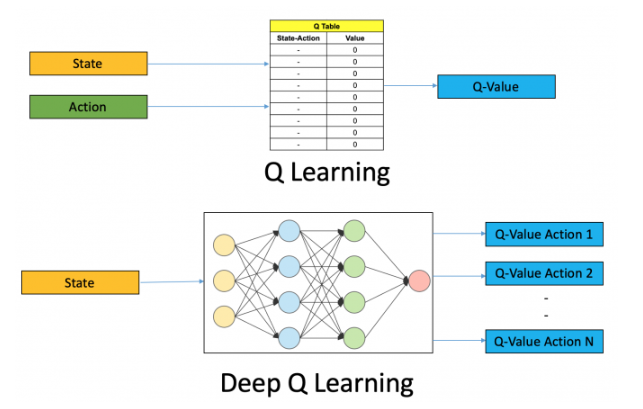 Q Table
State-Action Value
- 0
- 0
- 0
- 0
- 0
- 0
- 0
- 0
- 0
State
Action
Q-Value
Q Learning
State
Q-Value Action 1
Q-Value Action 2
-
-
Q-Value Action N
Deep Q Learning